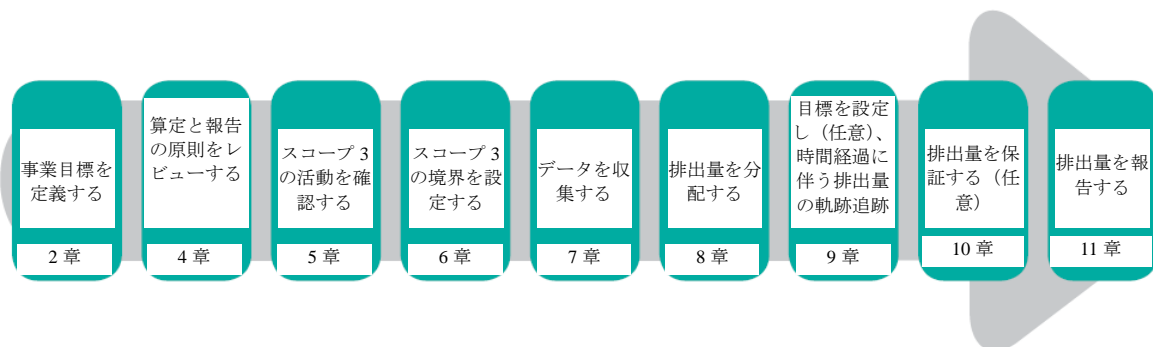 事業目標を
定義する
2 章
算定と報告
の原則をレ
ビューする
4 章
スコープ 3
の活動を確
認する
5 章
スコープ 3
の境界を設
定する
6 章
データを収
集する
7 章
排出量を分
配する
8 章
目標を設定
し（任意）、
時間経過に
伴う排出量
の軌跡追跡
9 章
排出量を保
証する（任
意）
10 章
排出量を報
告する
11 章